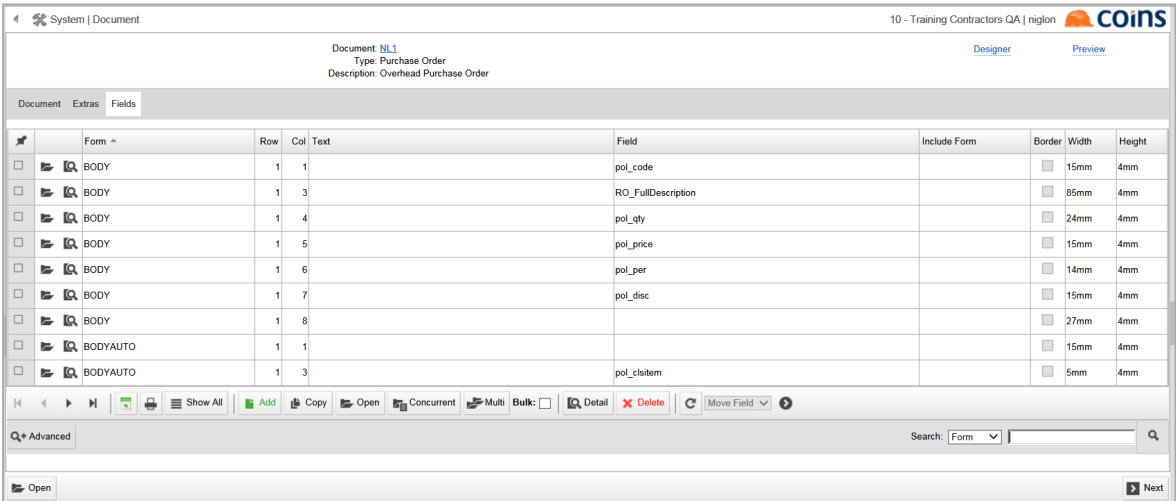 System | Document
10 - Training Contractors QA | niglon
coins
Document: NL1
Type: Purchase Order
Description: Overhead Purchase Order
Designer Preview
Document Extras Fields
Form Row Col Text Field Include Form Border Width Height
BODY 1 1 pol_code 15mm 4mm
BODY 1 3 RO_FullDescription 85mm 4mm
BODY 1 4 pol_qty 24mm 4mm
BODY 1 5 pol_price 15mm 4mm
BODY 1 6 pol_per 14mm 4mm
BODY 1 7 pol_disc 15mm 4mm
BODY 1 8 27mm 4mm
BODYAUTO 1 1 15mm 4mm
BODYAUTO 1 3 pol_clsitem 5mm 4mm
Show All Add Copy Open Concurrent Multi Bulk: Detail Delete Move Field
Advanced
Search: Form
Open
Next